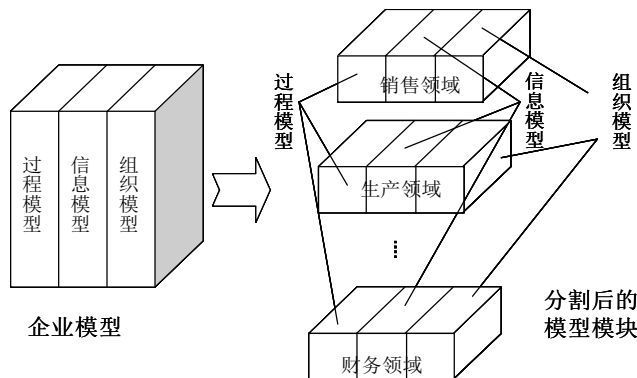 过程模型
信息模型
组织模型
企业模型
过程模型
信息模型
组织模型
销售领域
生产领域
财务领域
分割后的
模型模块